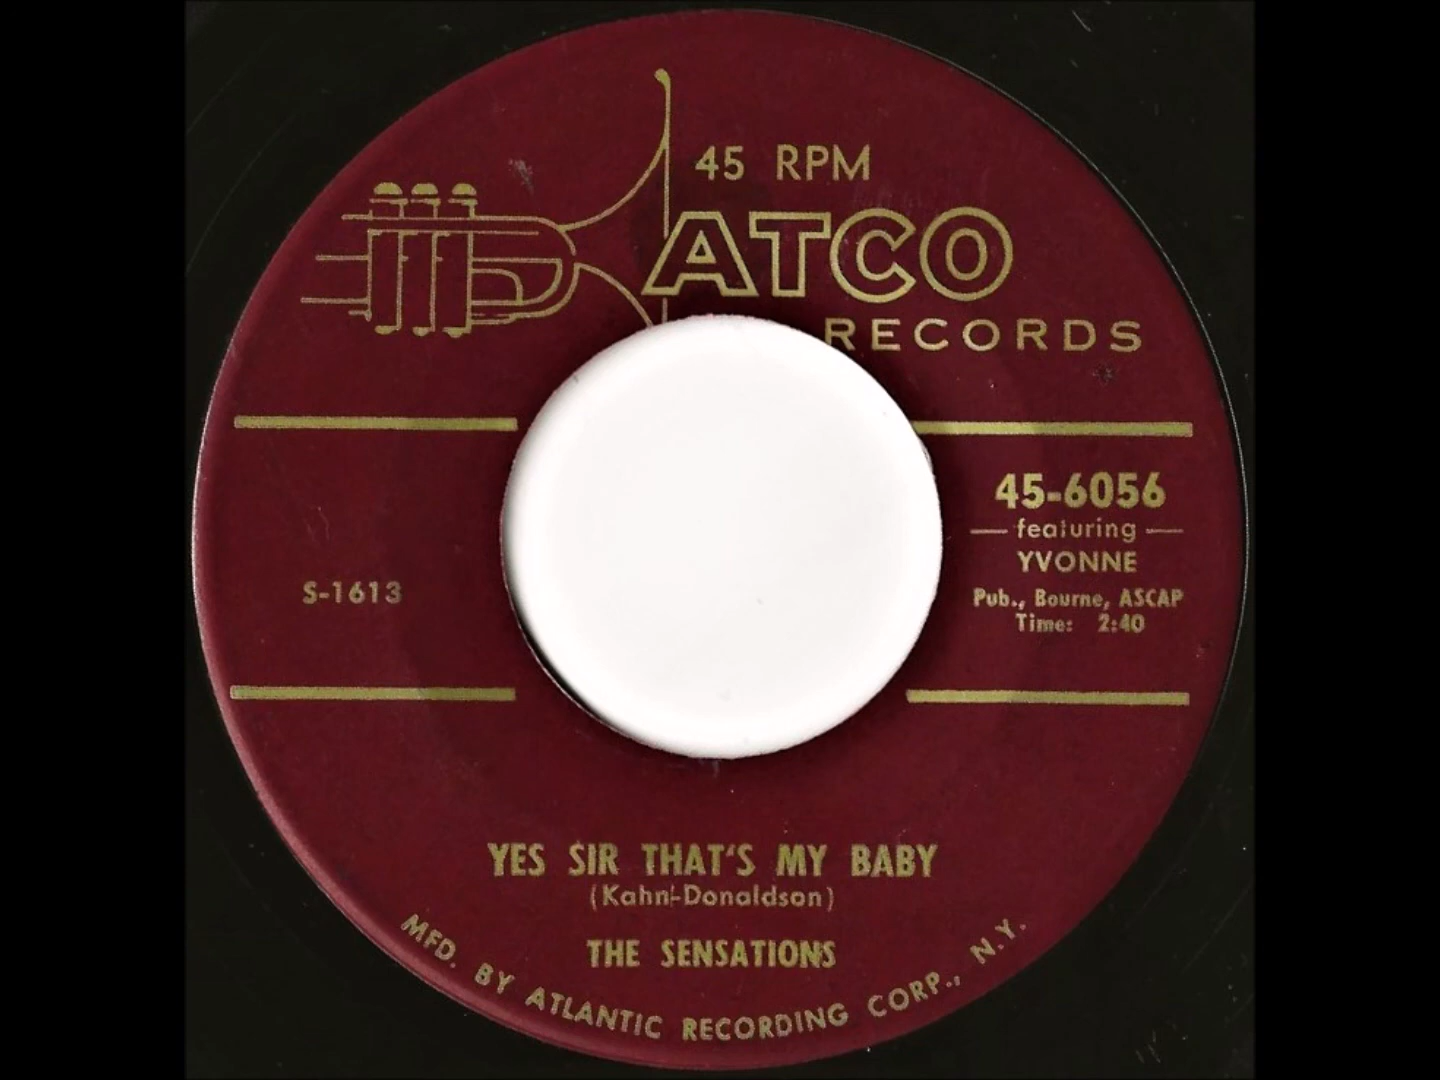 45 RPM
ATCO
RECORDS
45-6056
featuring
YVONNE
S-1613
Pub., Bourne, ASCAP
Time: 2:40
YES SIR THAT'S MY BABY
(Kahn-Donaldson)
THE SENSATIONS
MFD. BY ATLANTIC RECORDING CORP., N.Y.